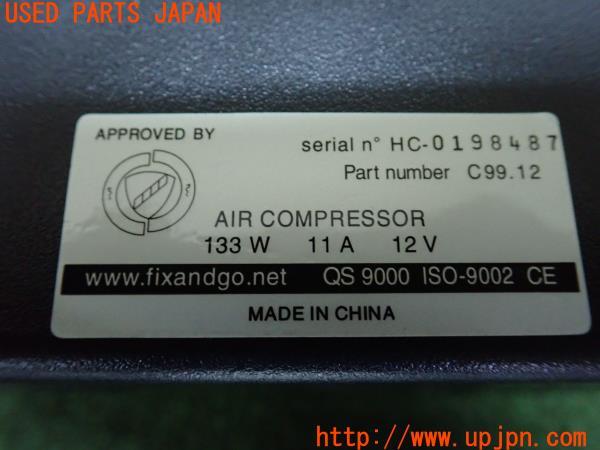 USED PARTS JAPAN
APPROVED BY
serial n° HC-0198487
Part number C99.12
AIR COMPRESSOR
133 W 11 A 12 V
www.fixandgo.net QS 9000 ISO-9002 CE
MADE IN CHINA
http://www.upjpn.com